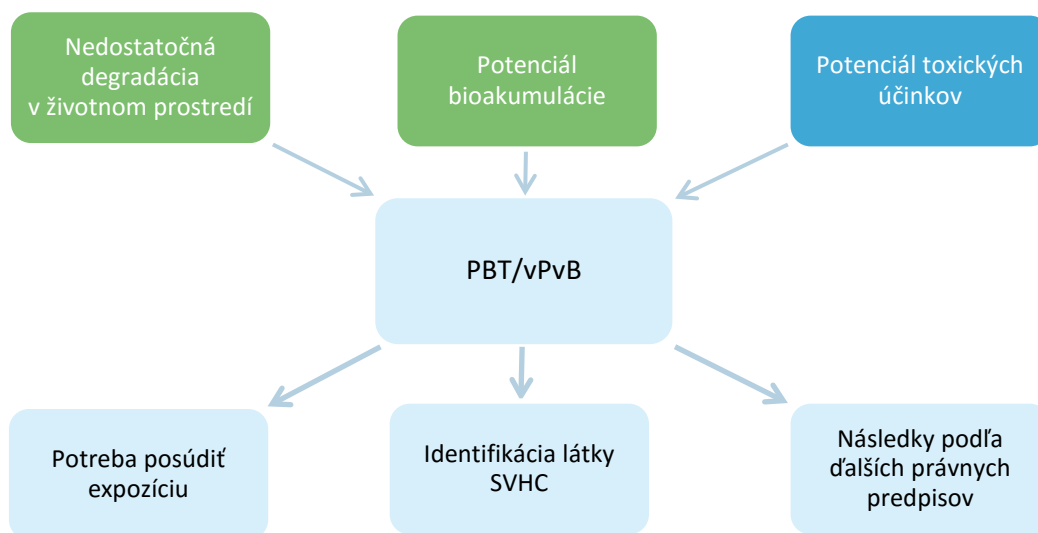 Nedostatočná
degradácia
v životnom prostredí
Potenciál
bioakumulácie
Potenciál toxických
účinkov
PBT/vPvB
Potreba posúdiť
expozíciu
Identifikácia látky
SVHC
Následky podľa
ďalších právnych
predpisov